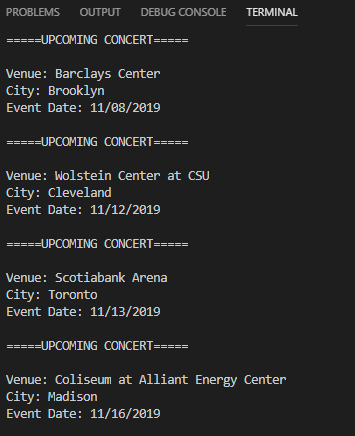 PROBLEMS OUTPUT DEBUG CONSOLE TERMINAL
=====UPCOMING CONCERT=====
Venue: Barclays Center
City: Brooklyn
Event Date: 11/08/2019
=====UPCOMING CONCERT=====
Venue: Wolstein Center at CSU
City: Cleveland
Event Date: 11/12/2019
=====UPCOMING CONCERT=====
Venue: Scotiabank Arena
City: Toronto
Event Date: 11/13/2019
=====UPCOMING CONCERT=====
Venue: Coliseum at Alliant Energy Center
City: Madison
Event Date: 11/16/2019